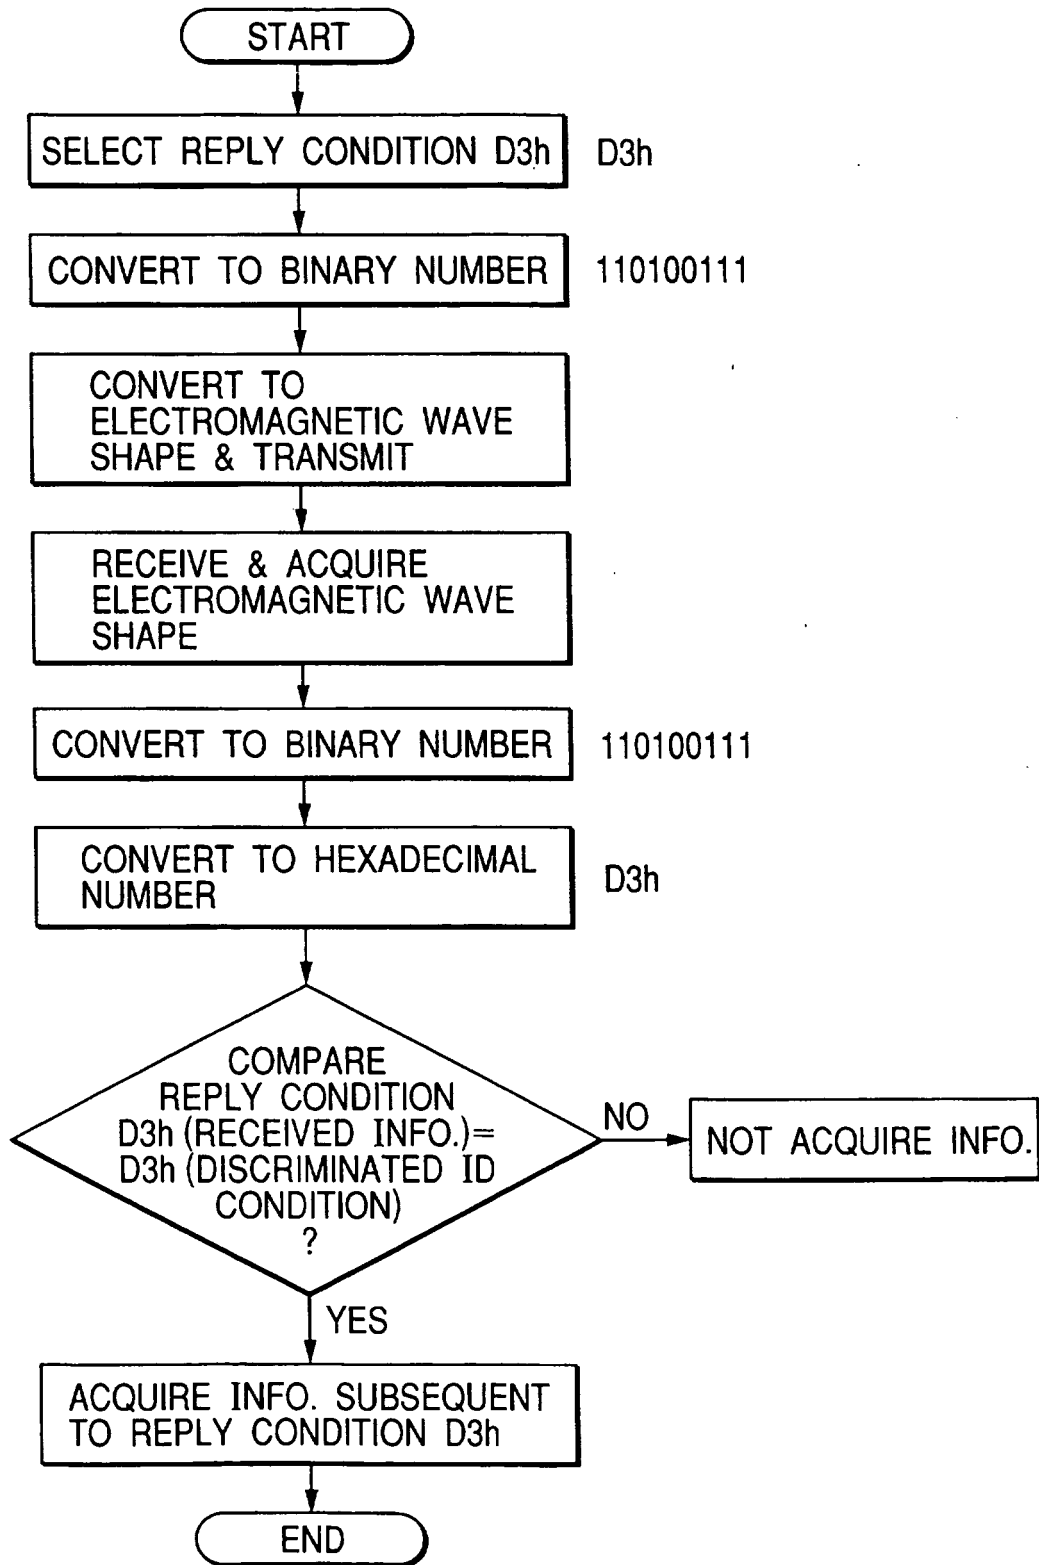 START
SELECT REPLY CONDITION D3h
D3h
CONVERT TO BINARY NUMBER
110100111
CONVERT TO
ELECTROMAGNETIC WAVE
SHAPE & TRANSMIT
RECEIVE & ACQUIRE
ELECTROMAGNETIC WAVE
SHAPE
CONVERT TO BINARY NUMBER
110100111
CONVERT TO HEXADECIMAL
NUMBER
D3h
COMPARE
REPLY CONDITION
D3h (RECEIVED INFO.)=
D3h (DISCRIMINATED ID
CONDITION)
?
NO
NOT ACQUIRE INFO.
YES
ACQUIRE INFO. SUBSEQUENT
TO REPLY CONDITION D3h
END